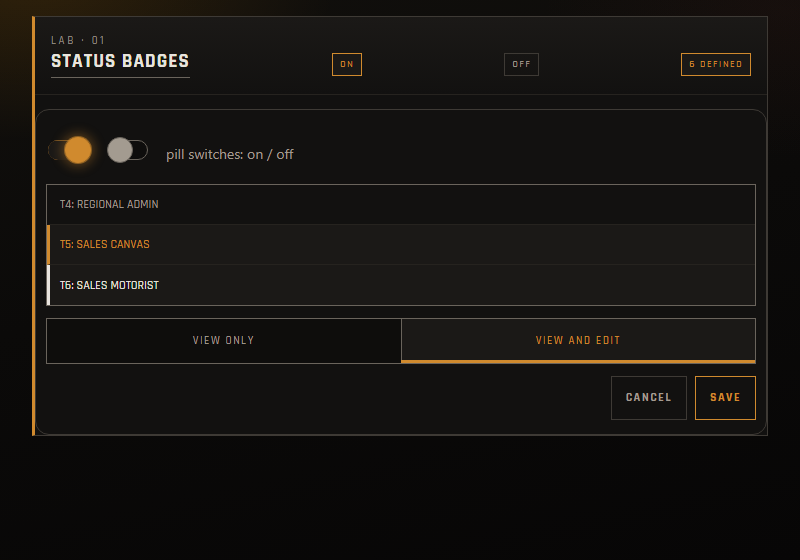 LAB · 01
STATUS BADGES
ON
OFF
6 DEFINED
pill switches: on / off
T4: REGIONAL ADMIN
T5: SALES CANVAS
T6: SALES MOTORIST
VIEW ONLY
VIEW AND EDIT
CANCEL
SAVE